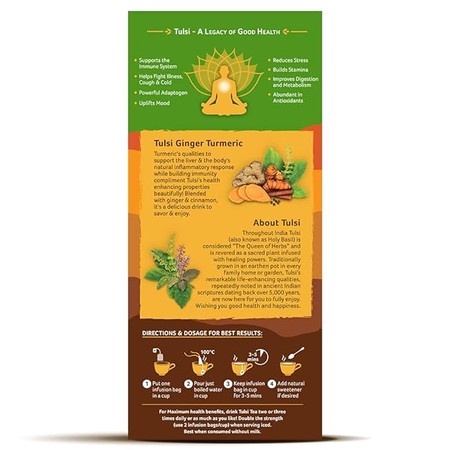 Tulsi - A Legacy of Good Health
• Supports the
Immune System
• Helps Fight Illness,
Cough & Cold
• Powerful Adaptogen
• Uplifts Mood
• Reduces Stress
• Builds Stamina
• Improves Digestion
and Metabolism
• Abundant in
Antioxidants
Tulsi Ginger Turmeric
Turmeric's qualities to
support the liver & the body's
natural inflammatory response
while building immunity
compliment Tulsi's health
enhancing properties
beautifully! Blended
with ginger & cinnamon,
it's a delicious drink to
savor & enjoy.
About Tulsi
Throughout India Tulsi
(also known as Holy Basil) is
considered "The Queen of Herbs" and
is revered as a sacred plant infused
with healing powers. Traditionally
grown in an earthen pot in every
family home or garden, Tulsi's
remarkable life-enhancing qualities,
repeatedly noted in ancient Indian
scriptures dating back over 5,000 years,
are now here for you to fully enjoy.
Wishing you good health and happiness.
DIRECTIONS & DOSAGE FOR BEST RESULTS:
100°C
3-5
mins
1 Put one
infusion bag
in a cup
2 Pour just
boiled water
in cup
3 Keep infusion
bag in cup
for 3-5 mins
4 Add natural
sweetener
if desired
For Maximum health benefits, drink Tulsi Tea two or three
times daily or as much as you like! Double the strength
(use 2 infusion bags/cup) when serving iced.
Best when consumed without milk.